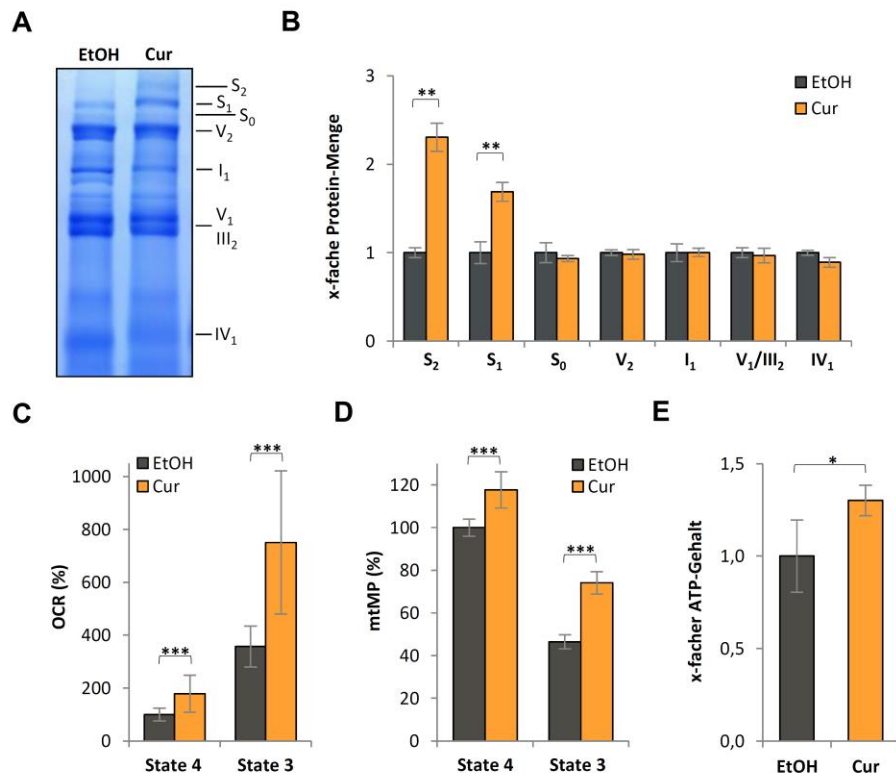 A
EtOH Cur
S₂
S₁
S₀
V₂
I₁
V₁
III₂
IV₁
B
x-fache Protein-Menge
3
2
1
0
**
**
EtOH
Cur
S₂ S₁ S₀ V₂ I₁ V₁/III₂ IV₁
C
OCR (%)
1000
800
600
400
200
0
EtOH
Cur
***
***
State 4 State 3
D
mtMP (%)
120
100
80
60
40
20
0
***
***
EtOH
Cur
State 4 State 3
E
x-facher ATP-Gehalt
1,5
1,0
0,5
0,0
*
EtOH Cur